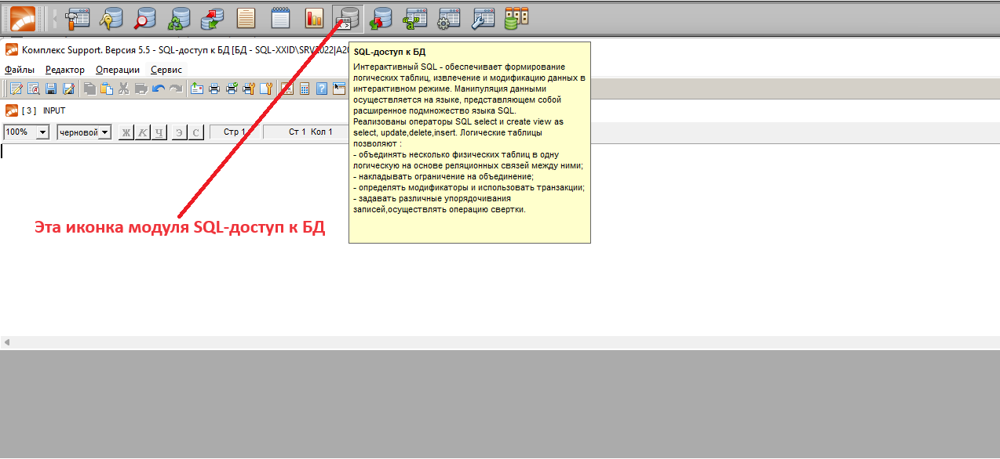 Комплекс Support. Версия 5.5 - SQL-доступ к БД [БД - SQL-XXID\SRV2022|A20
Файлы Редактор Операции Сервис
[ 3 ] INPUT
100% черновой Ж К Ч Э С Стр 1 Ст 1 Кол 1
SQL-доступ к БД
Интерактивный SQL - обеспечивает формирование
логических таблиц, извлечение и модификацию данных в
интерактивном режиме. Манипуляция данными
осуществляется на языке, представляющем собой
расширенное подмножество языка SQL.
Реализованы операторы SQL select и create view as
select, update,delete,insert. Логические таблицы
позволяют :
- объединять несколько физических таблиц в одну
логическую на основе реляционных связей между ними;
- накладывать ограничение на объединение;
- определять модификаторы и использовать транзакции;
- задавать различные упорядочивания
записей,осуществлять операцию свертки.
Эта иконка модуля SQL-доступ к БД